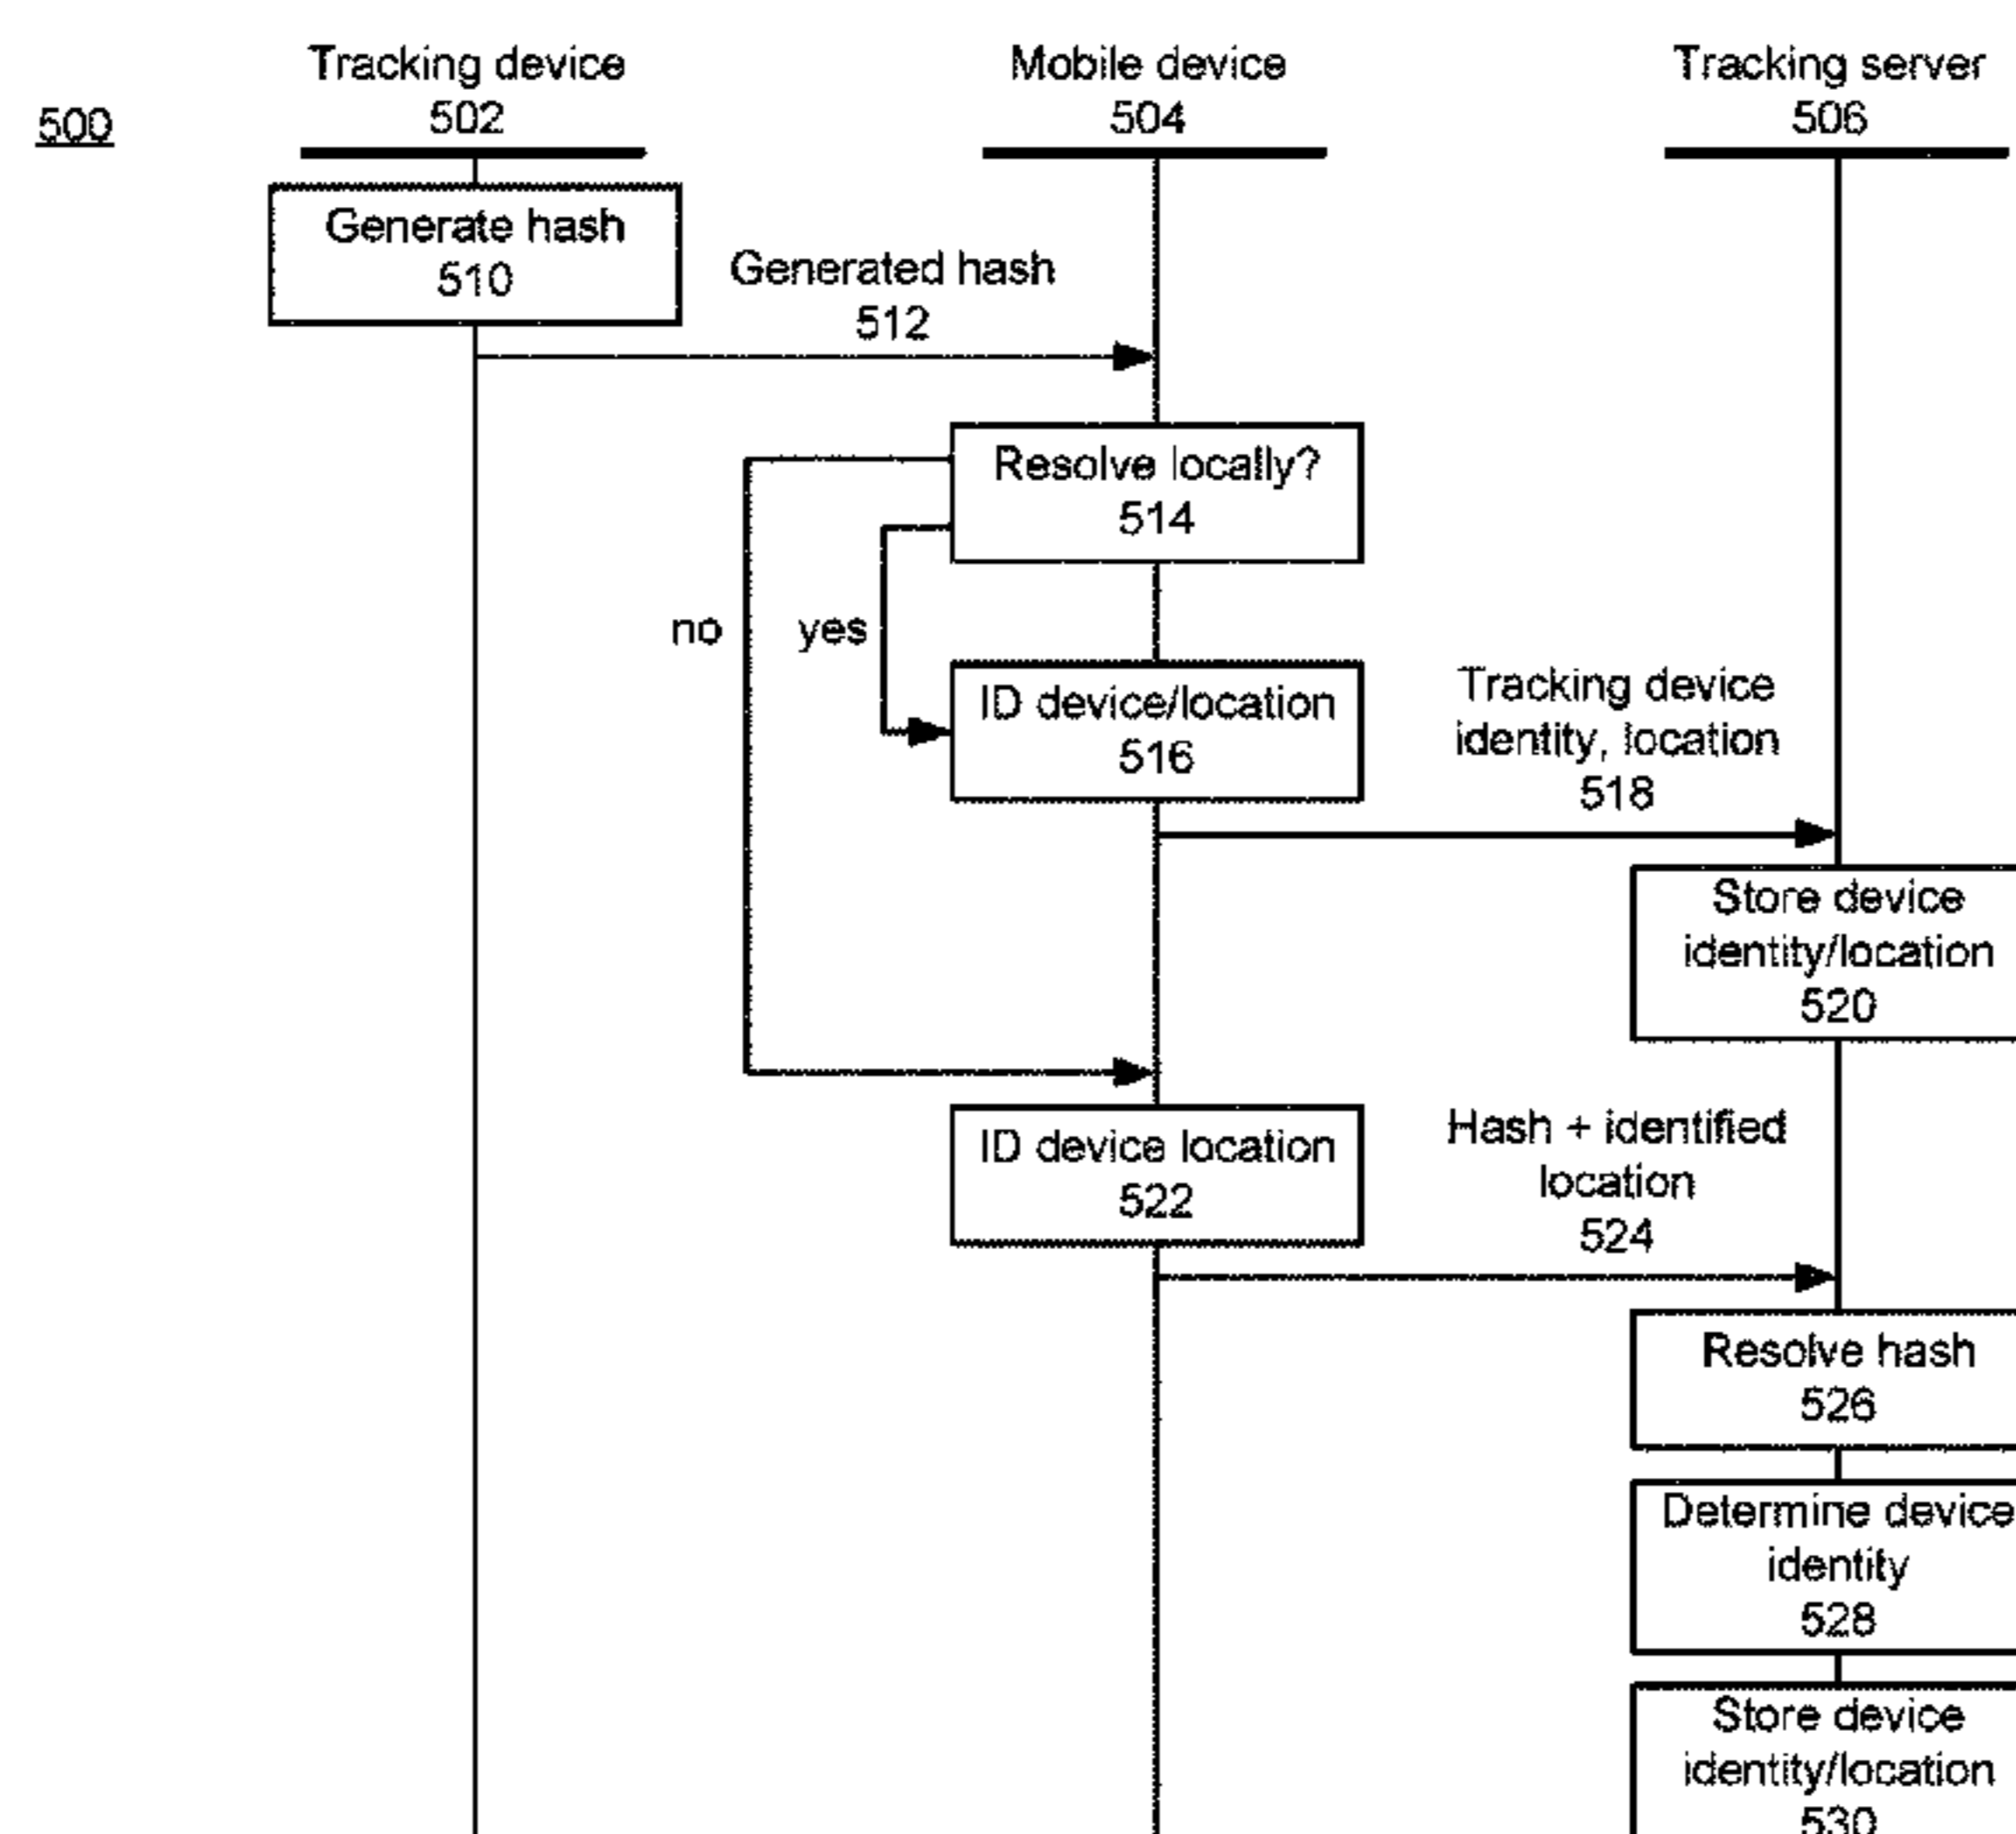 Tracking device
502
Mobile device
504
Tracking server
506
500
Generate hash
510
Generated hash
512
Resolve locally?
514
no
yes
ID device/location
516
Tracking device
identity, location
518
Store device
identity/location
520
ID device location
522
Hash + identified
location
524
Resolve hash
526
Determine device
identity
528
Store device
identity/location
530